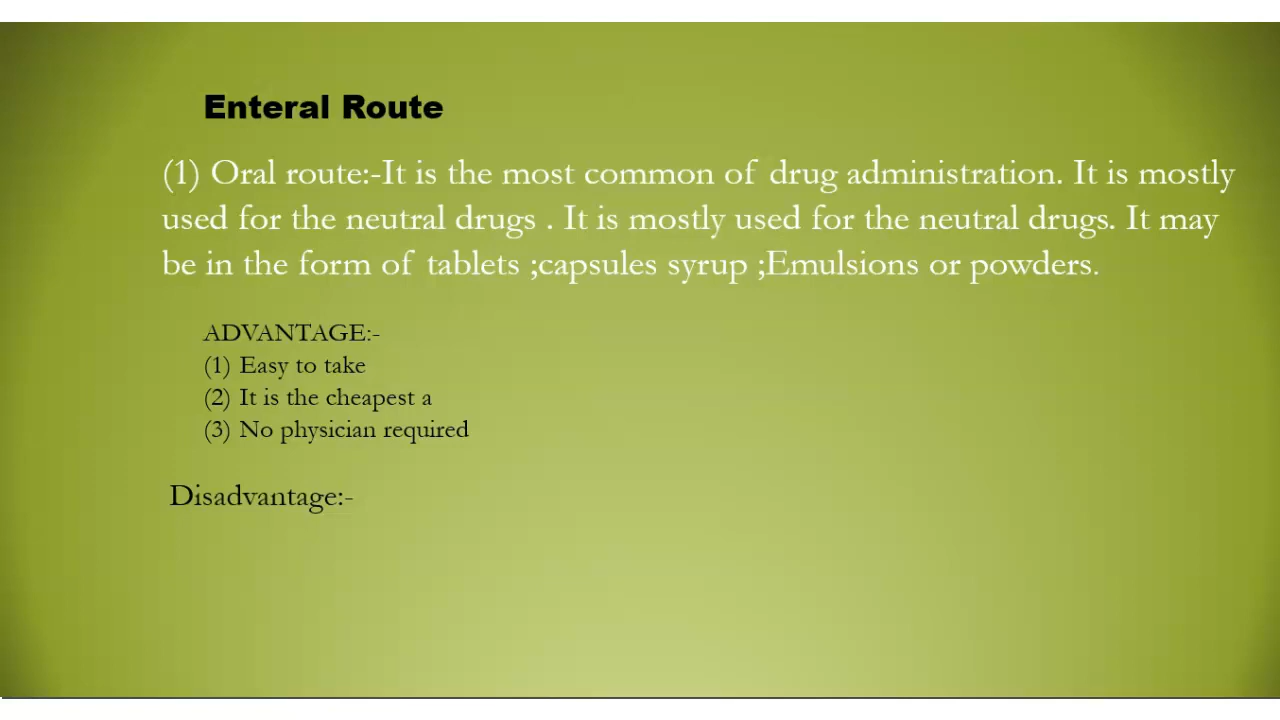 Enteral Route
(1) Oral route:-It is the most common of drug administration. It is mostly
used for the neutral drugs . It is mostly used for the neutral drugs. It may
be in the form of tablets ;capsules syrup ;Emulsions or powders.
ADVANTAGE:-
(1) Easy to take
(2) It is the cheapest a
(3) No physician required
Disadvantage:-